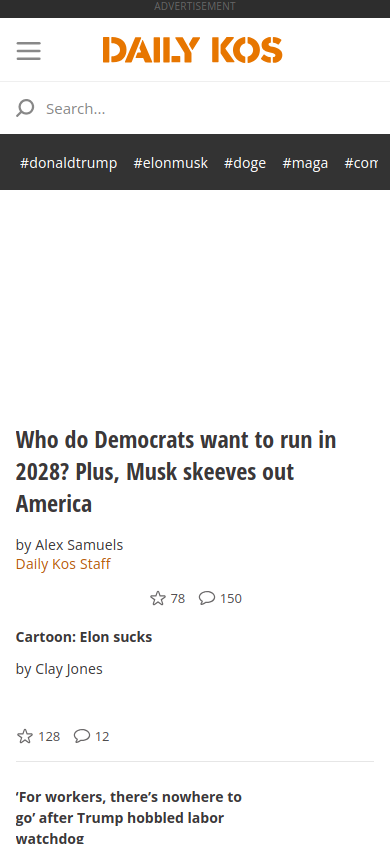 ADVERTISEMENT
DAILY KOS
Search...
#donaldtrump #elonmusk #doge #maga #com
Who do Democrats want to run in
2028? Plus, Musk skeeves out
America
by Alex Samuels
Daily Kos Staff
78 150
Cartoon: Elon sucks
by Clay Jones
128 12
‘For workers, there’s nowhere to
go’ after Trump hobbled labor
watchdog